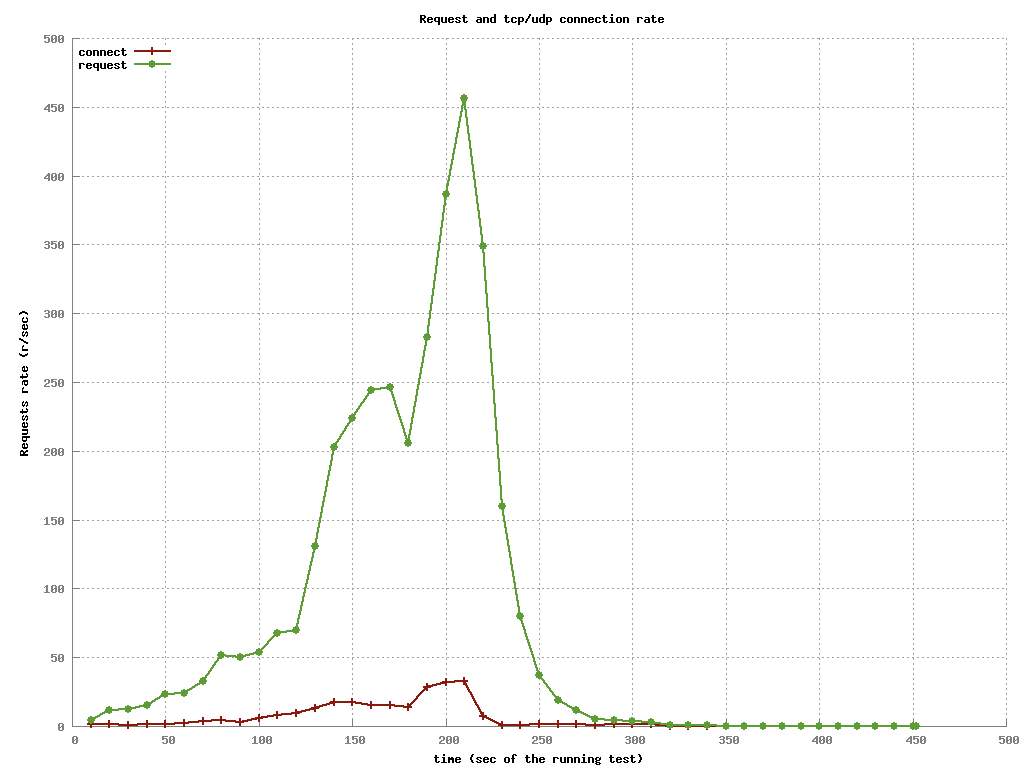 Request and tcp/udp connection rate
500
connect
request
450
400
350
300
250
200
150
100
50
0
Requests rate (r/sec)
0 50 100 150 200 250 300 350 400 450 500
time (sec of the running test)